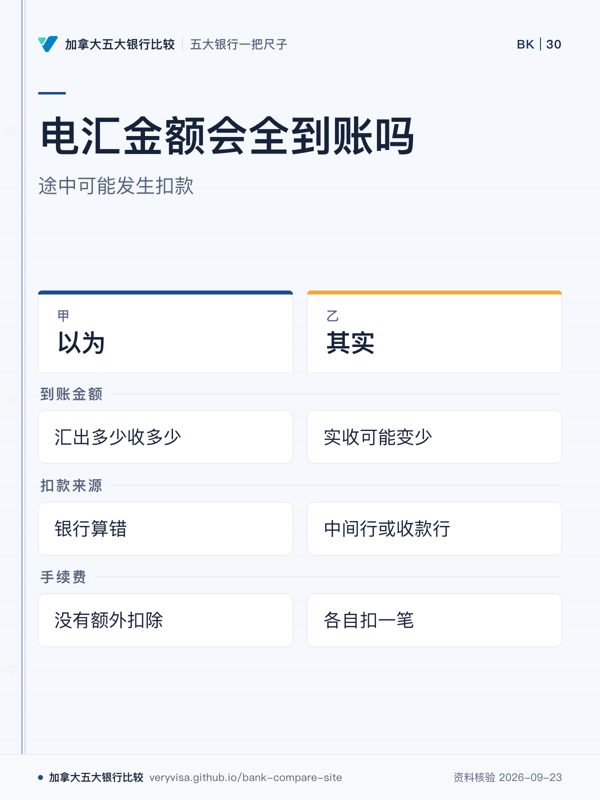 加拿大五大银行比较 | 五大银行一把尺子
BK | 30
电汇金额会全到账吗
途中可能发生扣款
甲
以为
乙
其实
到账金额
汇出多少收多少
实收可能变少
扣款来源
银行算错
中间行或收款行
手续费
没有额外扣除
各自扣一笔
加拿大五大银行比较 veryvisa.github.io/bank-compare-site
资料核验 2026-09-23